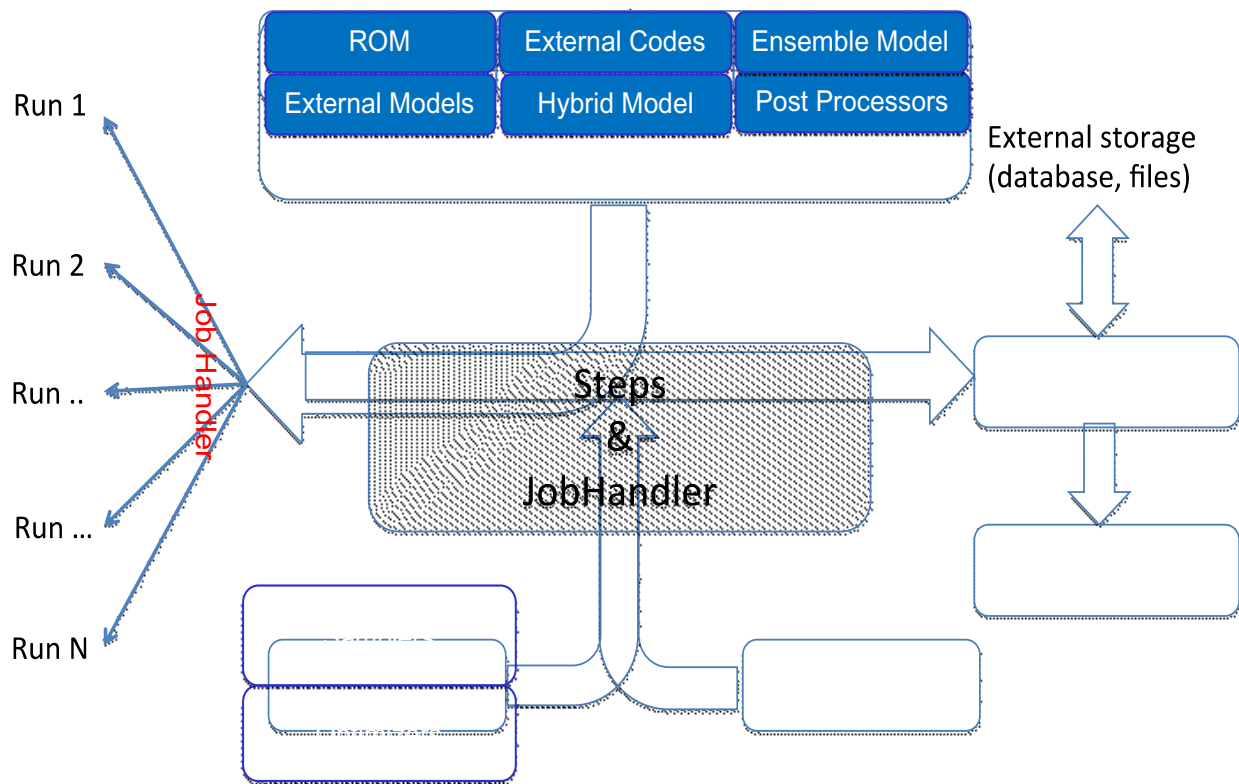 ROM
External Codes
Ensemble Model
External Models
Hybrid Model
Post Processors
Run 1
Run 2
Run ..
Run ...
Run N
Job Handler
External storage
(database, files)
Steps
&
JobHandler